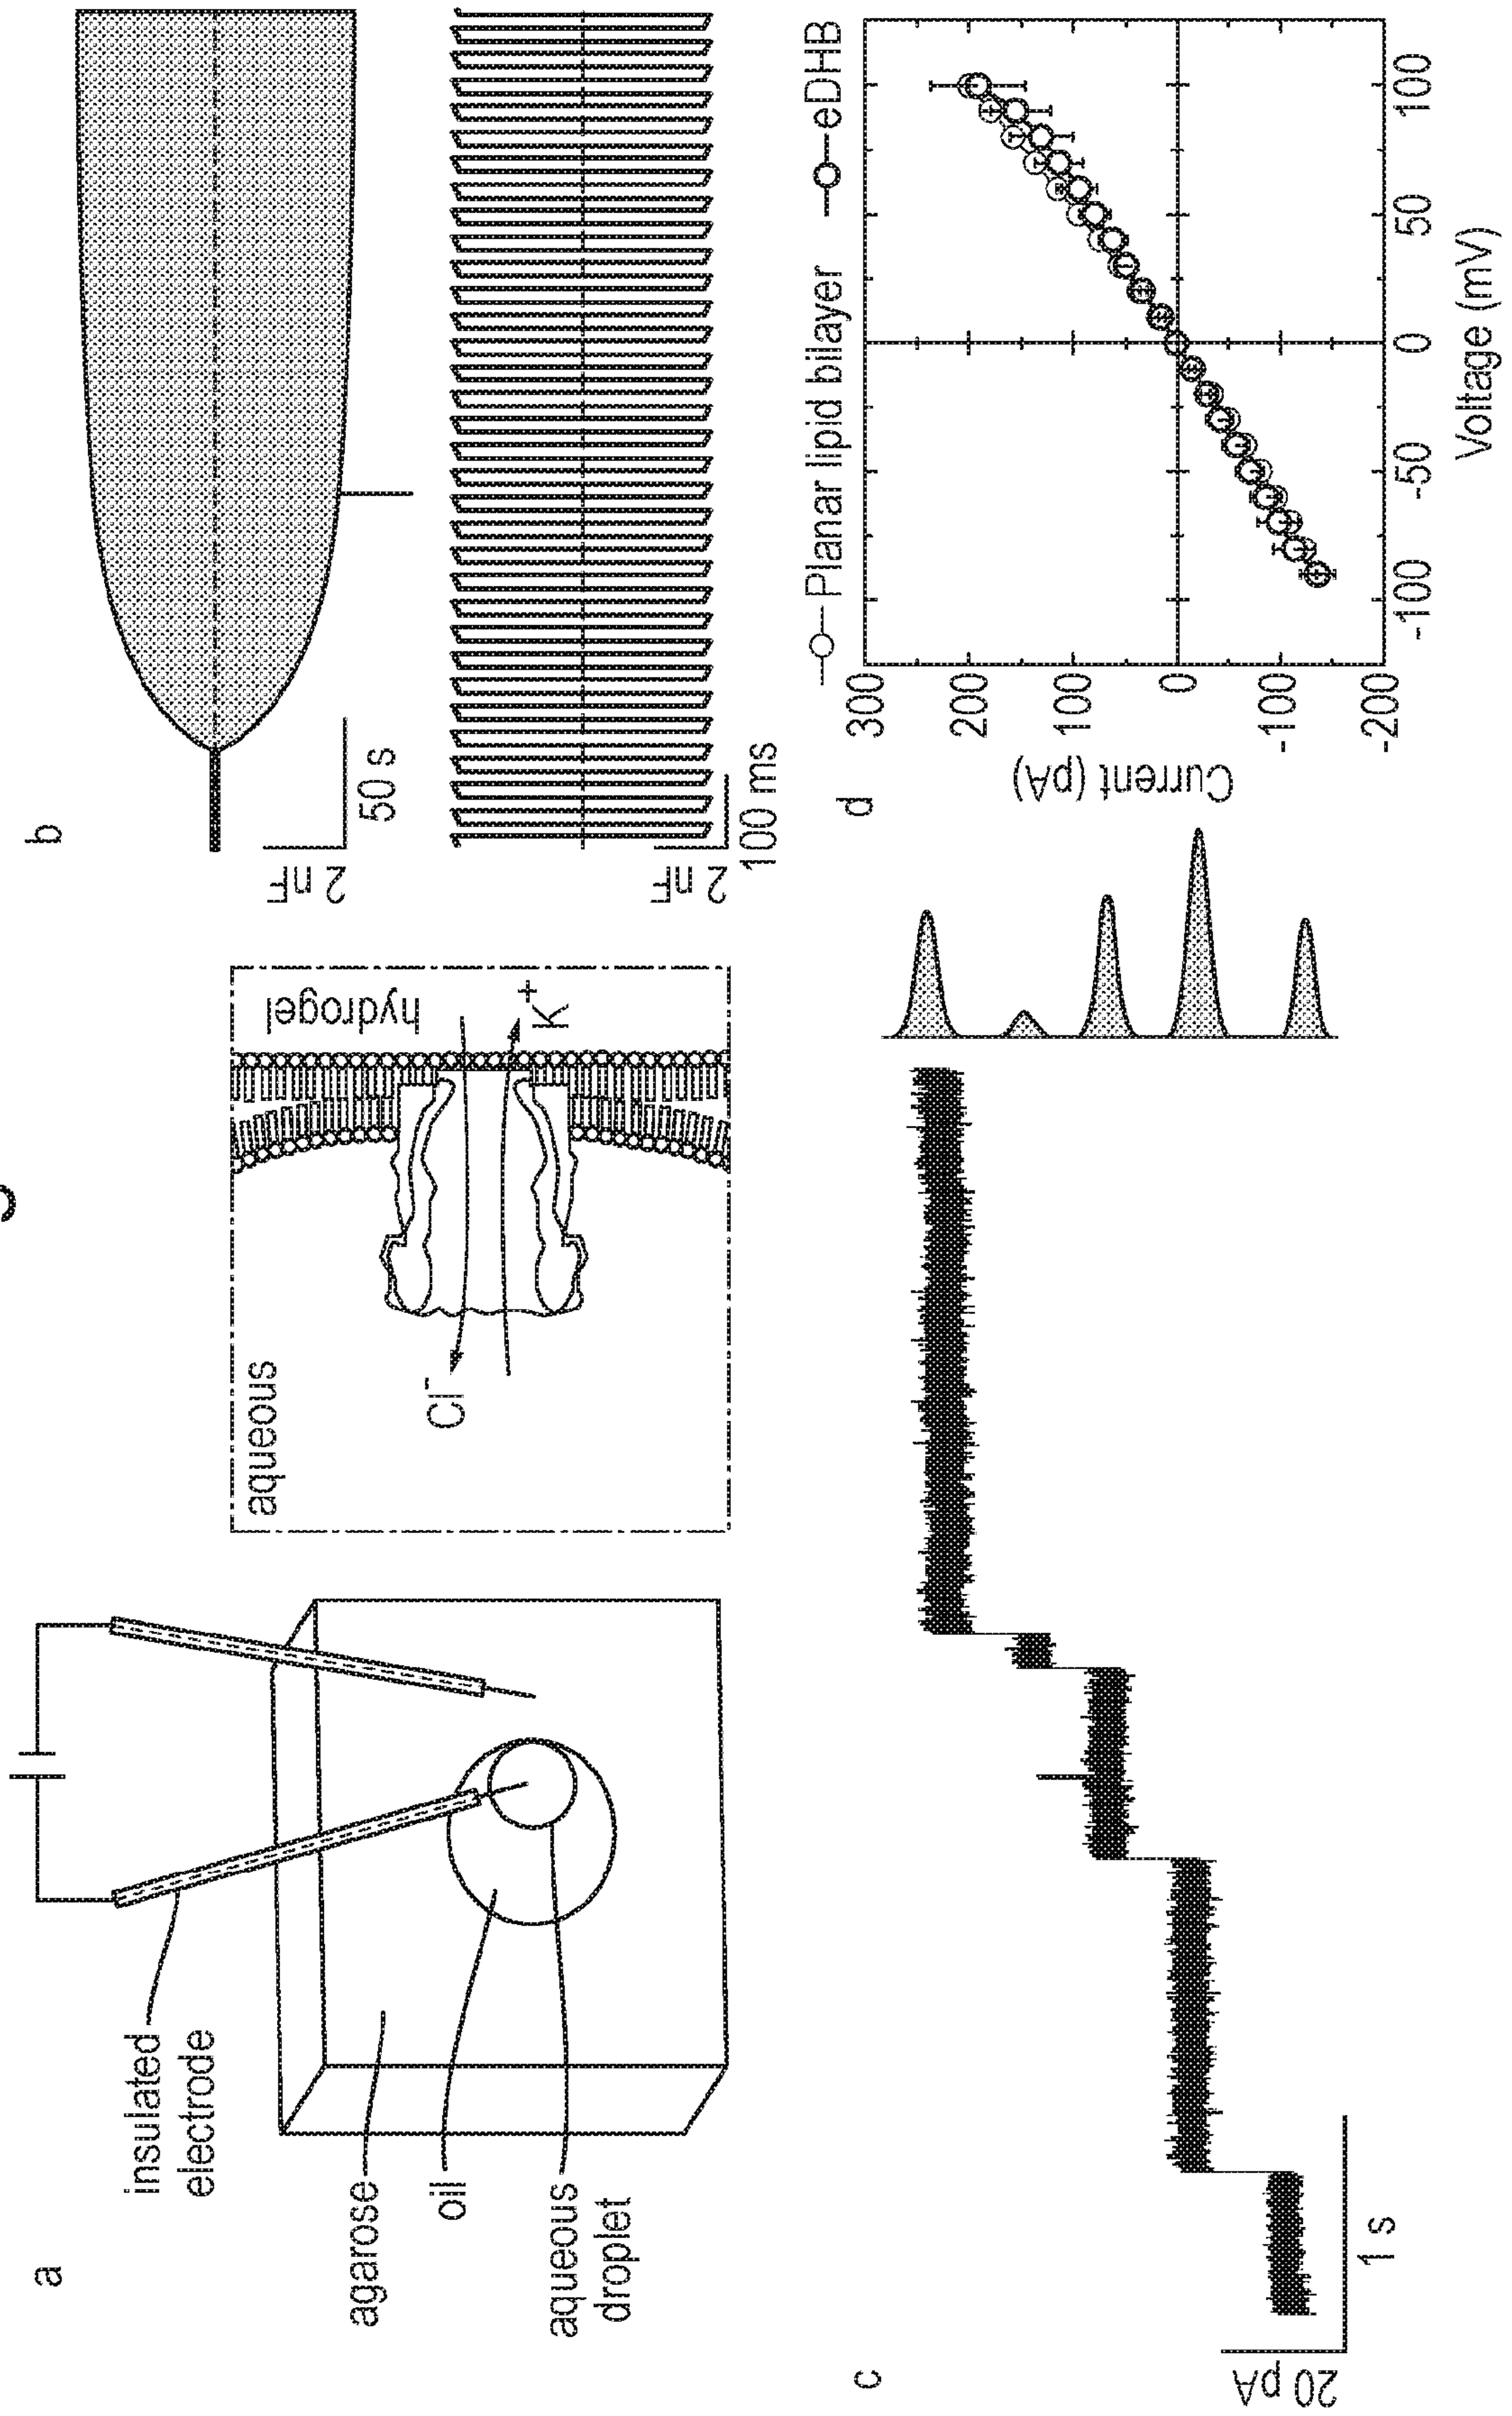 a
insulated
electrode
agarose
oil
aqueous
droplet
aqueous
hydrogel
Cl⁻
K⁺
b
2 nF
50 s
2 nF
100 ms
c
20 pA
1 s
d
Planar lipid bilayer
eDHB
Current (pA)
300
200
100
0
-100
-200
-100
-50
0
50
100
Voltage (mV)